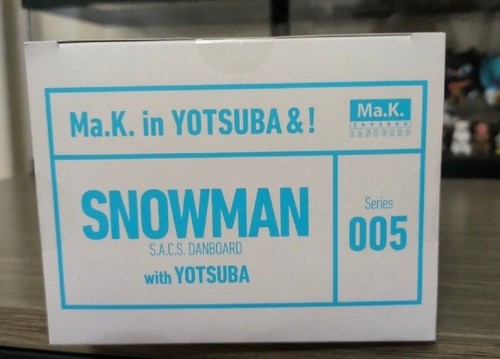 Ma.K. in YOTSUBA &!
Ma.K.
SNOWMAN
S.A.C.S. DANBOARD
with YOTSUBA
Series
005